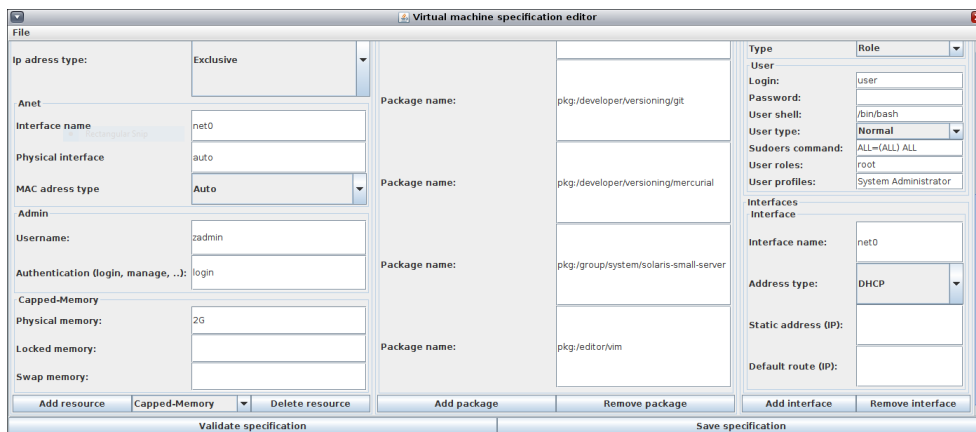 Virtual machine specification editor
File
Ip adress type:
Exclusive
Anet
Interface name
net0
Rectangular Snip
Physical interface
auto
MAC adress type
Auto
Admin
Username:
zadmin
Authentication (login, manage, ..):
login
Capped-Memory
Physical memory:
2G
Locked memory:
Swap memory:
Add resource
Capped-Memory
Delete resource
Package name:
pkg:/developer/versioning/git
Package name:
pkg:/developer/versioning/mercurial
Package name:
pkg:/group/system/solaris-small-server
Package name:
pkg:/editor/vim
Add package
Remove package
Type
Role
User
Login:
user
Password:
User shell:
/bin/bash
User type:
Normal
Sudoers command:
ALL=(ALL) ALL
User roles:
root
User profiles:
System Administrator
Interfaces
Interface
Interface name:
net0
Address type:
DHCP
Static address (IP):
Default route (IP):
Add interface
Remove interface
Validate specification
Save specification